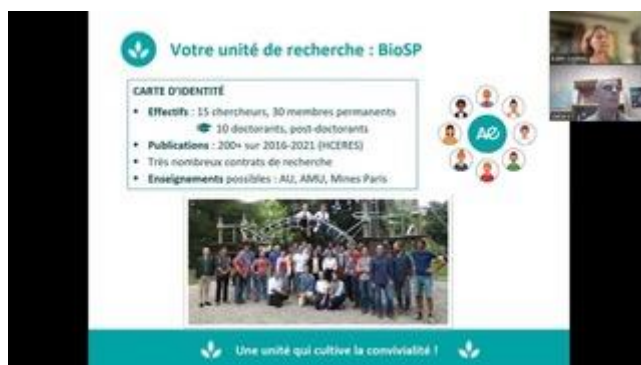 Votre unité de recherche : BioSP
CARTE D'IDENTITÉ
• Effectifs : 15 chercheurs, 30 membres permanents
10 doctorants, post-doctorants
• Publications : 200+ sur 2016-2021 (HCERES)
• Très nombreux contrats de recherche
• Enseignements possibles : AU, AMU, Mines Paris
Une unité qui cultive la convivialité !